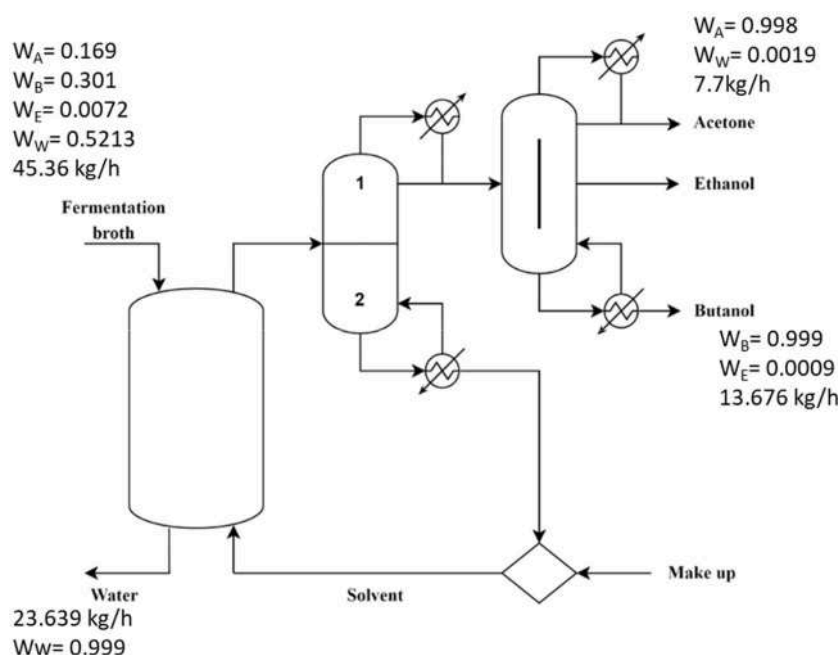 W_A= 0.169
W_B= 0.301
W_E= 0.0072
W_W= 0.5213
45.36 kg/h
Fermentation
broth
W_A= 0.998
W_W= 0.0019
7.7kg/h
Acetone
1
Ethanol
2
Butanol
W_B= 0.999
W_E= 0.0009
13.676 kg/h
Make up
Solvent
Water
23.639 kg/h
Ww= 0.999